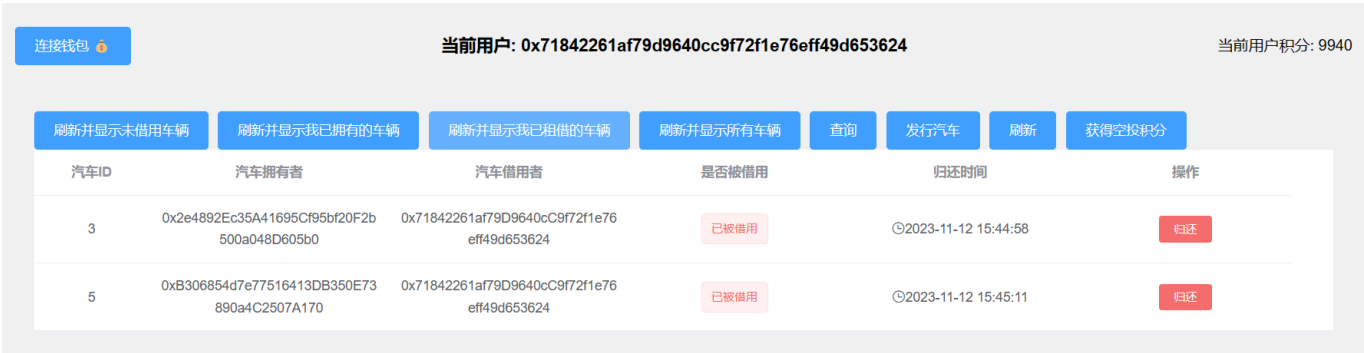 连接钱包 💰
当前用户: 0x71842261af79d9640cc9f72f1e76eff49d653624
当前用户积分: 9940
刷新并显示未借用车辆 刷新并显示我已拥有的车辆 刷新并显示我已租借的车辆 刷新并显示所有车辆 查询 发行汽车 刷新 获得空投积分
汽车ID 汽车拥有者 汽车借用者 是否被借用 归还时间 操作
3 0x2e4892Ec35A41695Cf95bf20F2b 0x71842261af79D9640cC9f72f1e76 已被借用 2023-11-12 15:44:58 归还
500a048D605b0 eff49d653624
5 0xB306854d7e77516413DB350E73 0x71842261af79D9640cC9f72f1e76 已被借用 2023-11-12 15:45:11 归还
890a4C2507A170 eff49d653624